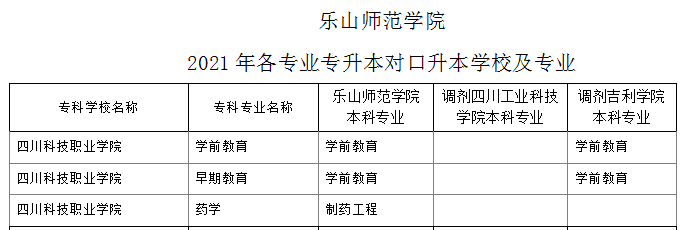 乐山师范学院
2021 年各专业专升本对口升本学校及专业
专科学校名称 专科专业名称 乐山师范学院本科专业 调剂四川工业科技学院本科专业 调剂吉利学院本科专业
四川科技职业学院 学前教育 学前教育 学前教育
四川科技职业学院 早期教育 学前教育 学前教育
四川科技职业学院 药学 制药工程